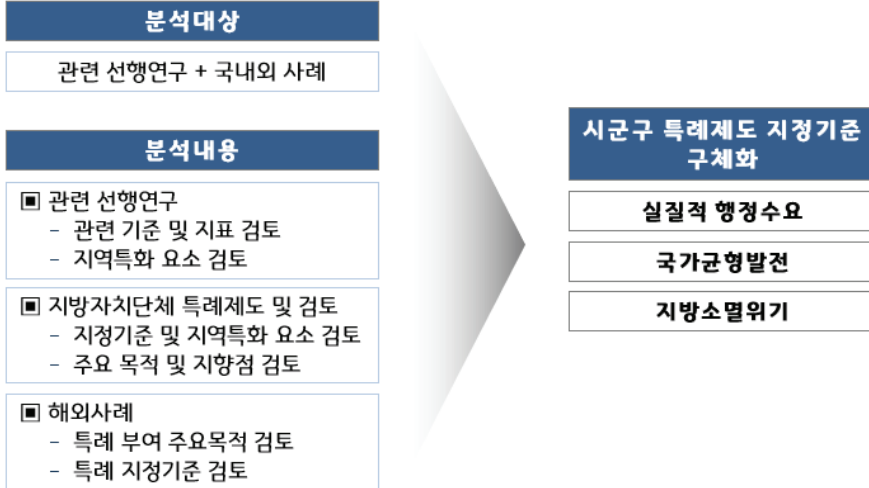 분석대상
관련 선행연구 + 국내외 사례
분석내용
▣ 관련 선행연구
- 관련 기준 및 지표 검토
- 지역특화 요소 검토
▣ 지방자치단체 특례제도 및 검토
- 지정기준 및 지역특화 요소 검토
- 주요 목적 및 지향점 검토
▣ 해외사례
- 특례 부여 주요목적 검토
- 특례 지정기준 검토
시군구 특례제도 지정기준
구체화
실질적 행정수요
국가균형발전
지방소멸위기